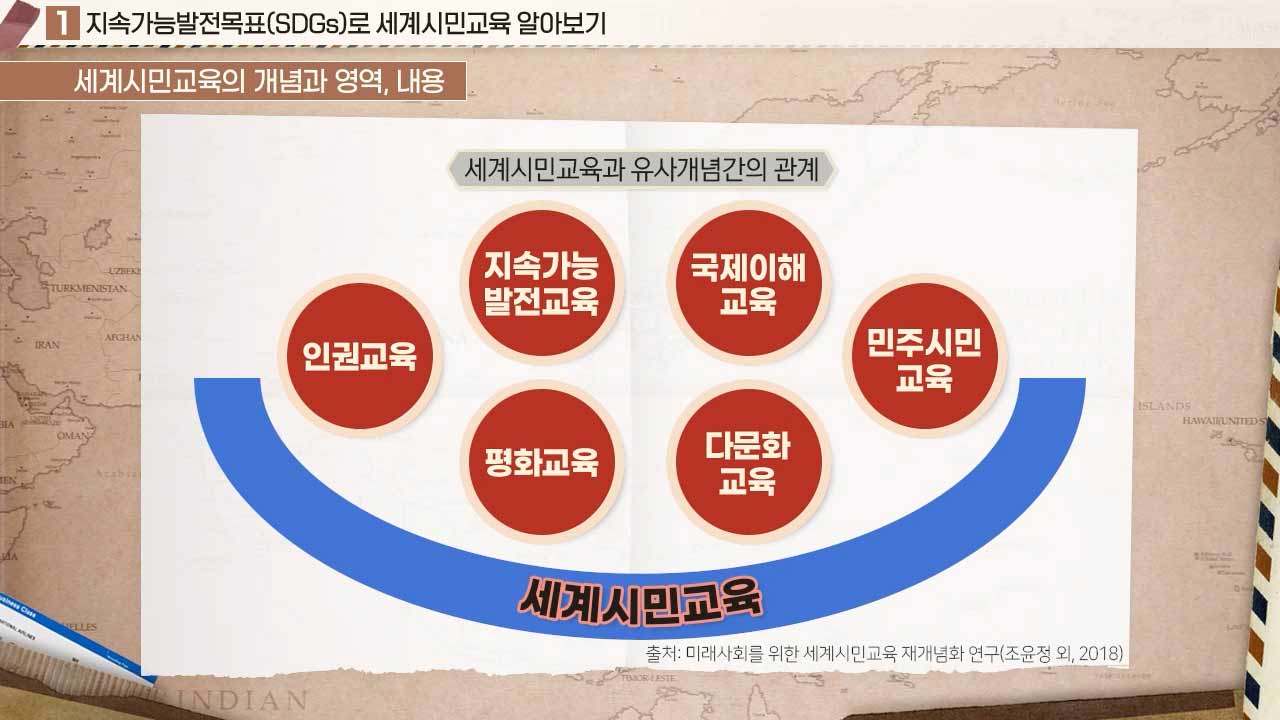 1 지속가능발전목표(SDGs)로 세계시민교육 알아보기
세계시민교육의 개념과 영역, 내용
세계시민교육과 유사개념간의 관계
지속가능
발전교육
국제이해
교육
인권교육
민주시민
교육
평화교육
다문화
교육
세계시민교육
출처: 미래사회를 위한 세계시민교육 재개념화 연구(조윤정 외, 2018)
TURKMENISTAN
IRAN
OMAN
ISLANDS
INDIAN
TIMOR-LESTE